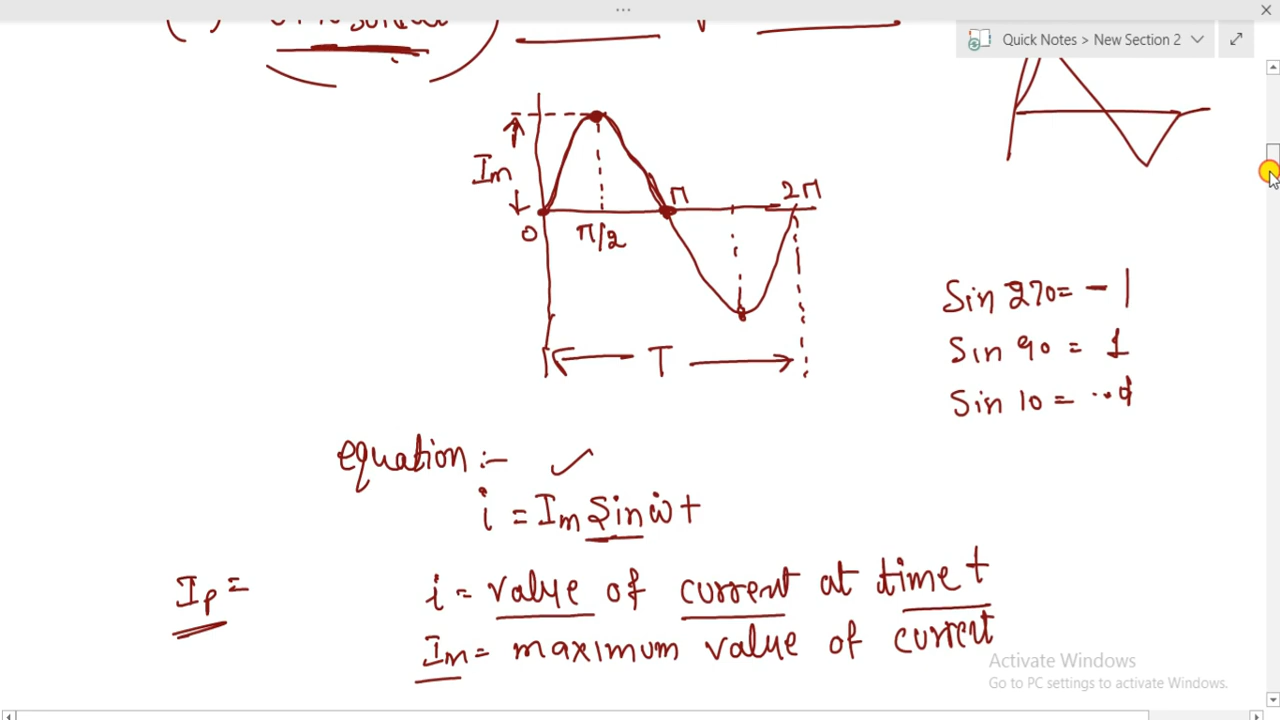 Quick Notes > New Section 2
Im
0
π/2
π
2π
T
Sin 270 = - 1
Sin 90 = 1
Sin 10 =
equation :-
i = Im Sin ωt
Ip =
i = value of current at time t
Im = maximum value of current
Activate Windows
Go to PC settings to activate Windows.